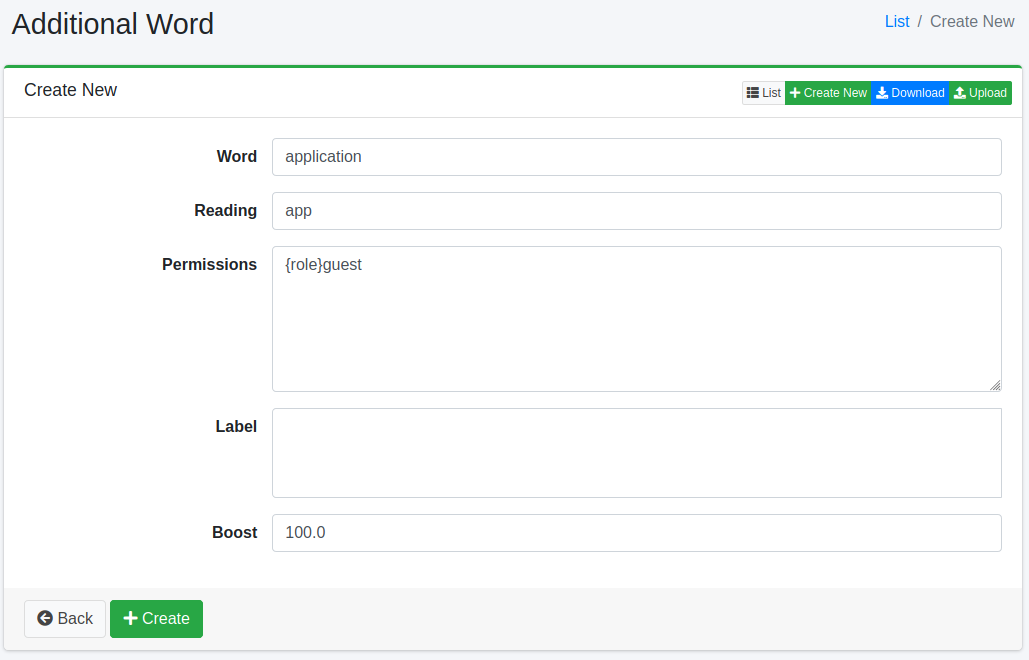 Additional Word
List / Create New
Create New
List Create New Download Upload
Word application
Reading app
Permissions {role}guest
Label
Boost 100.0
Back Create